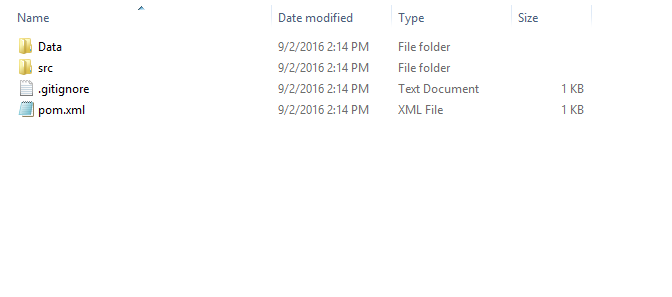 Name Date modified Type Size
Data 9/2/2016 2:14 PM File folder
src 9/2/2016 2:14 PM File folder
.gitignore 9/2/2016 2:14 PM Text Document 1 KB
pom.xml 9/2/2016 2:14 PM XML File 1 KB